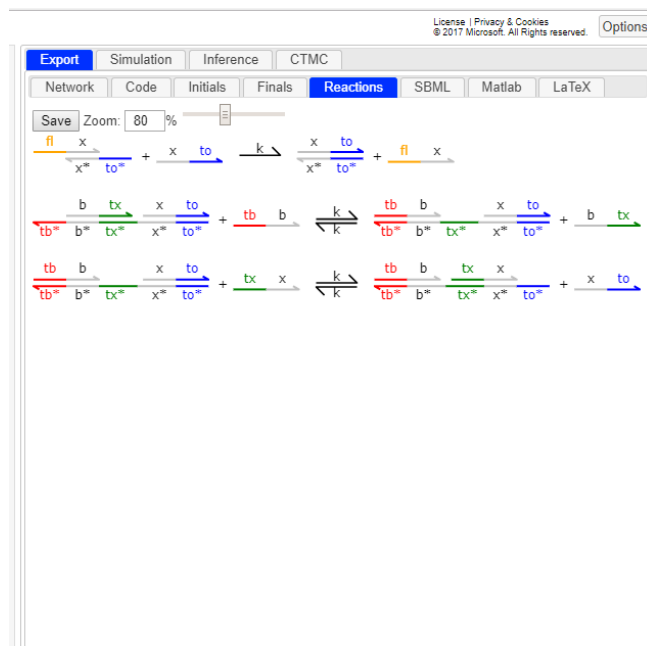 License | Privacy & Cookies
© 2017 Microsoft. All Rights reserved. Options
Export Simulation Inference CTMC
Network Code Initials Finals Reactions SBML Matlab LaTeX
Save Zoom: 80 %
fl x x to
x* to* + x to k x* to* + fl x
b tx x to tb b x to
tb* b* tx* x* to* + tb b k k tb* b* tx* x* to* + b tx
tb b x to tb b tx x
tb* b* tx* x* to* + tx x k k tb* b* tx* x* to* + x to